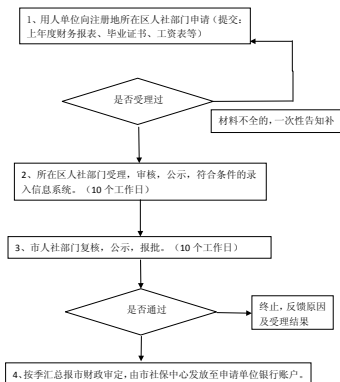 1、用人单位向注册地所在区人社部门申请（提交：
上年度财务报表、毕业证书、工资表等）
是否受理过
材料不全的，一次性告知补
2、所在区人社部门受理，审核，公示，符合条件的录
入信息系统。（10 个工作日）
3、市人社部门复核，公示，报批。（10 个工作日）
是否通过
终止，反馈原因
及受理结果
4、按季汇总报市财政审定，由市社保中心发放至申请单位银行账户。